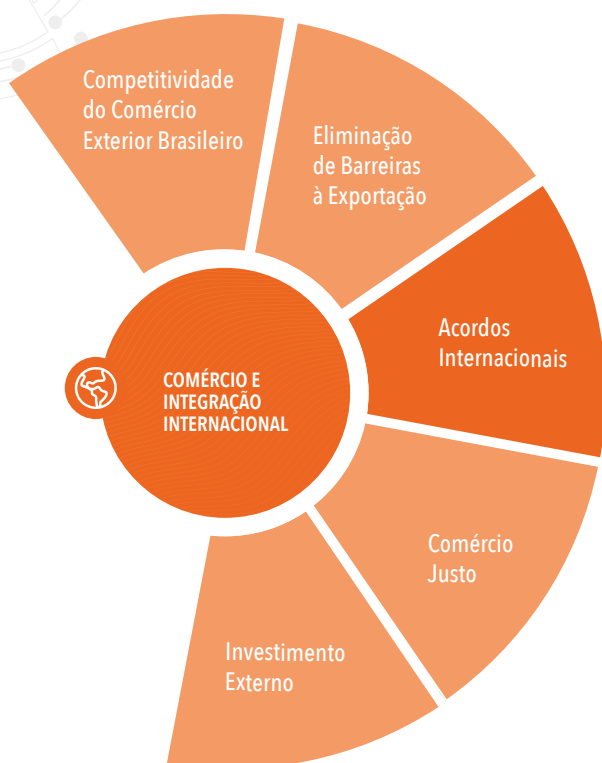 Competitividade
do Comércio
Exterior Brasileiro
Eliminação
de Barreiras
à Exportação
Acordos
Internacionais
COMÉRCIO E
INTEGRAÇÃO
INTERNACIONAL
Comércio
Justo
Investimento
Externo